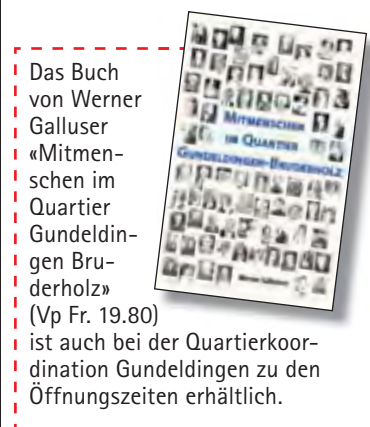 Das Buch
von Werner
Galluser
«Mitmen-
schen im
Quartier
Gundeldin-
gen Bru-
derholz»
(Vp Fr. 19.80)
ist auch bei der Quartierkoor-
dination Gundeldingen zu den
Öffnungszeiten erhältlich.
Mitmenschen
im Quartier
Gundeldingen-Bruderholz